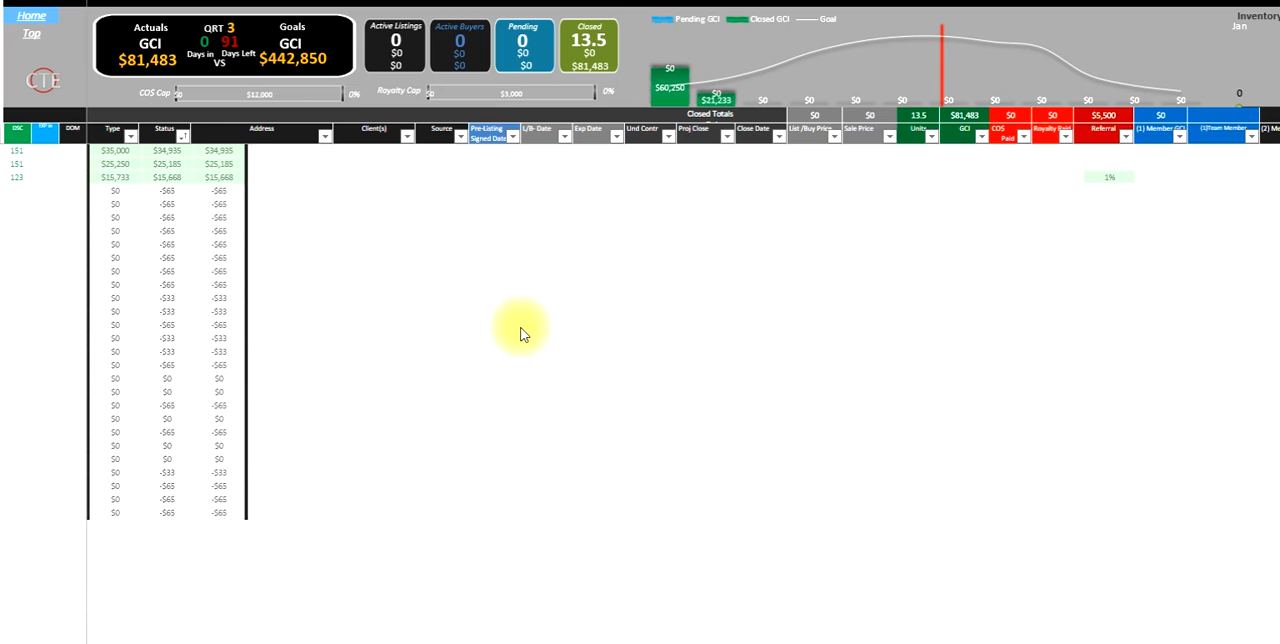 Home
Top
CTE
Actuals
GCI
$81,483
QRT 3
0 91
Days in Days Left
VS
Goals
GCI
$442,850
Active Listings
0
$0
$0
Active Buyers
0
$0
$0
Pending
0
$0
$0
Closed
13.5
$0
$81,483
COS Cap $0 $12,000 0%
Royalty Cap $0 $3,000 0%
Pending GCI Closed GCI Goal
$0
$60,250
$0
$21,233
$0 $0 $0 $0 $0 $0 $0 $0 $0 $0
Inventory
Jan
0
Closed Totals $0 $0 13.5 $81,483 $0 $0 $5,500 $0
DSC DOM Type Status Address Client(s) Source Pre-Listing Signed Date L/B- Date Exp Date Und Contr Proj Close Close Date List /Buy Price Sale Price Units GCI COS Paid Royalty Paid Referral (1) Member GCI (1)Team Member (2) Me
151 $35,000 $34,935 $34,935
151 $25,250 $25,185 $25,185
123 $15,733 $15,668 $15,668 1%
$0 -$65 -$65
$0 -$65 -$65
$0 -$65 -$65
$0 -$65 -$65
$0 -$65 -$65
$0 -$65 -$65
$0 -$65 -$65
$0 -$65 -$65
$0 -$33 -$33
$0 -$33 -$33
$0 -$65 -$65
$0 -$33 -$33
$0 -$33 -$33
$0 -$65 -$65
$0 $0 $0
$0 $0 $0
$0 -$65 -$65
$0 $0 $0
$0 -$65 -$65
$0 $0 $0
$0 $0 $0
$0 -$33 -$33
$0 -$65 -$65
$0 -$65 -$65
$0 -$65 -$65